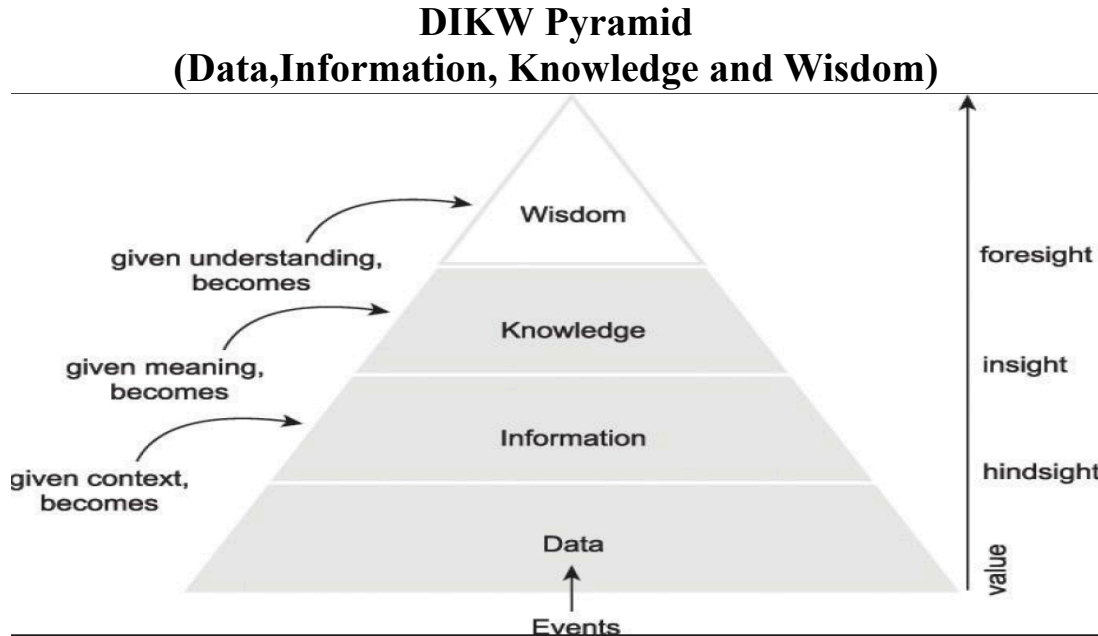 DIKW Pyramid
(Data,Information, Knowledge and Wisdom)
Wisdom
given understanding,
becomes
foresight
Knowledge
given meaning,
becomes
insight
Information
given context,
becomes
hindsight
Data
value
Events